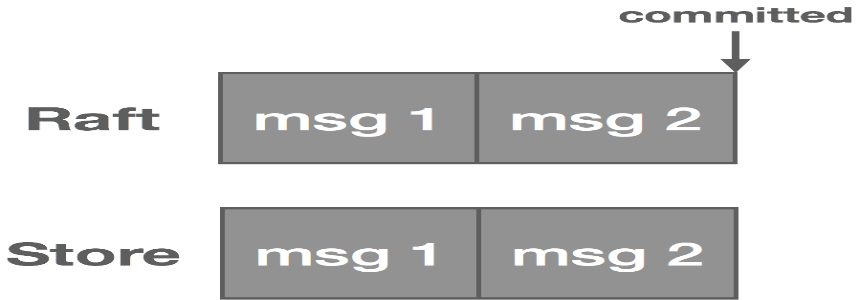 committed
Raft msg 1 msg 2
Store msg 1 msg 2